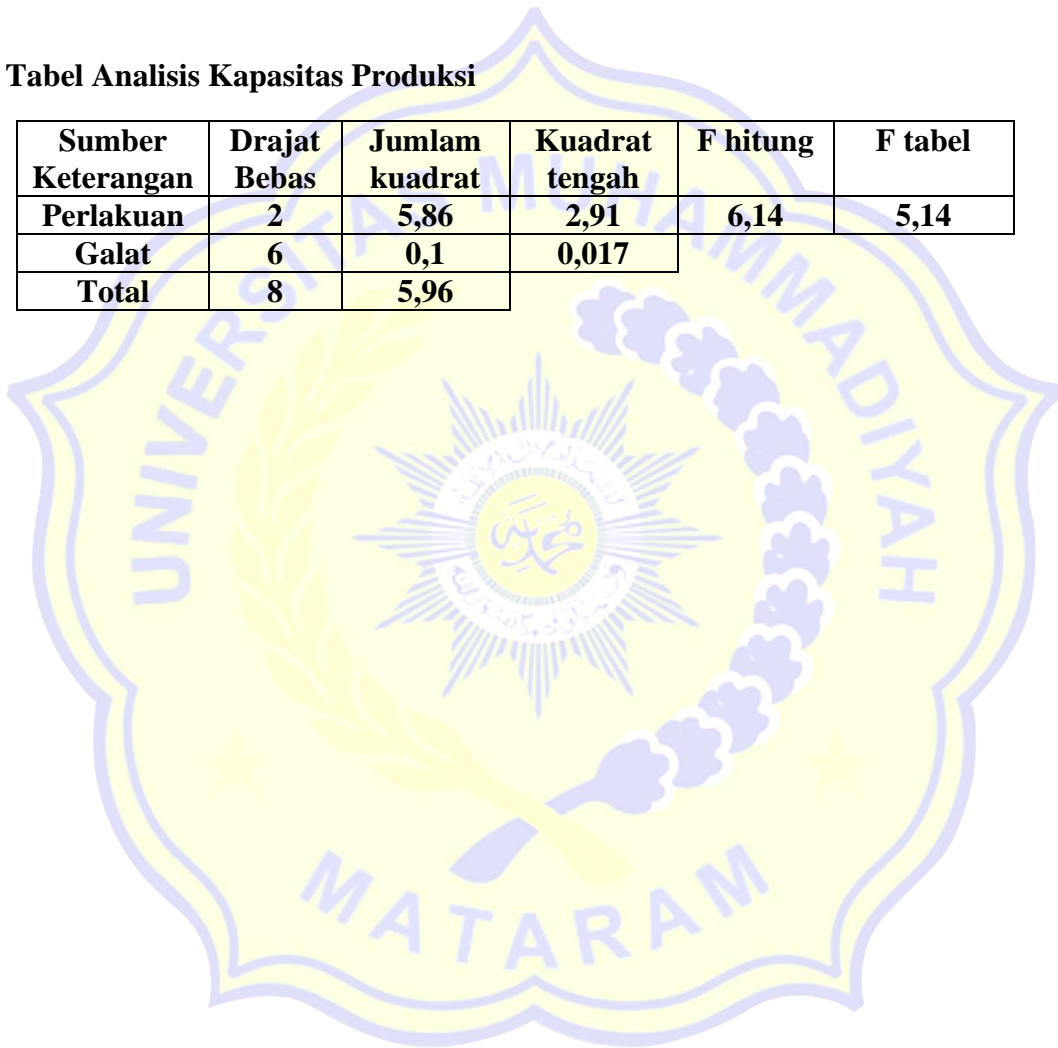 Tabel Analisis Kapasitas Produksi
Sumber Keterangan Drajat Bebas Jumlam kuadrat Kuadrat tengah F hitung F tabel
Perlakuan 2 5,86 2,91 6,14 5,14
Galat 6 0,1 0,017
Total 8 5,96
UNIVERSITAS MUHAMMADIYAH
MATARAM